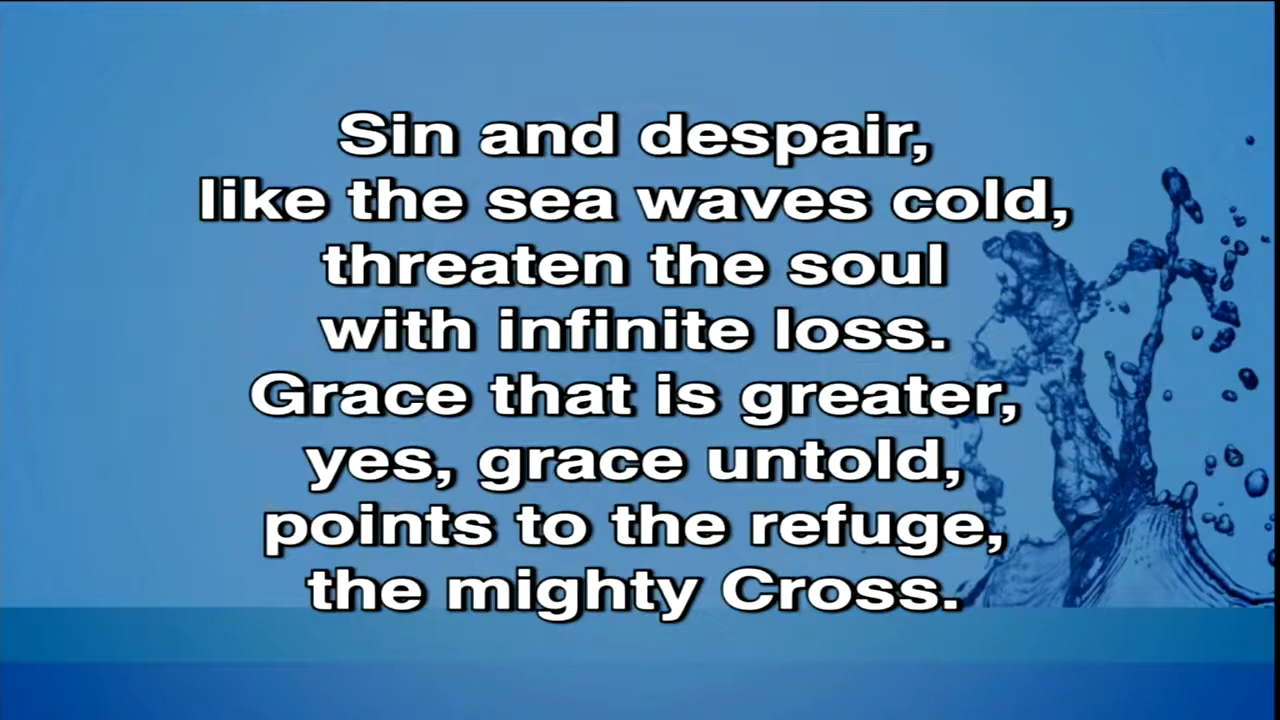 Sin and despair,
like the sea waves cold,
threaten the soul
with infinite loss.
Grace that is greater,
yes, grace untold,
points to the refuge,
the mighty Cross.